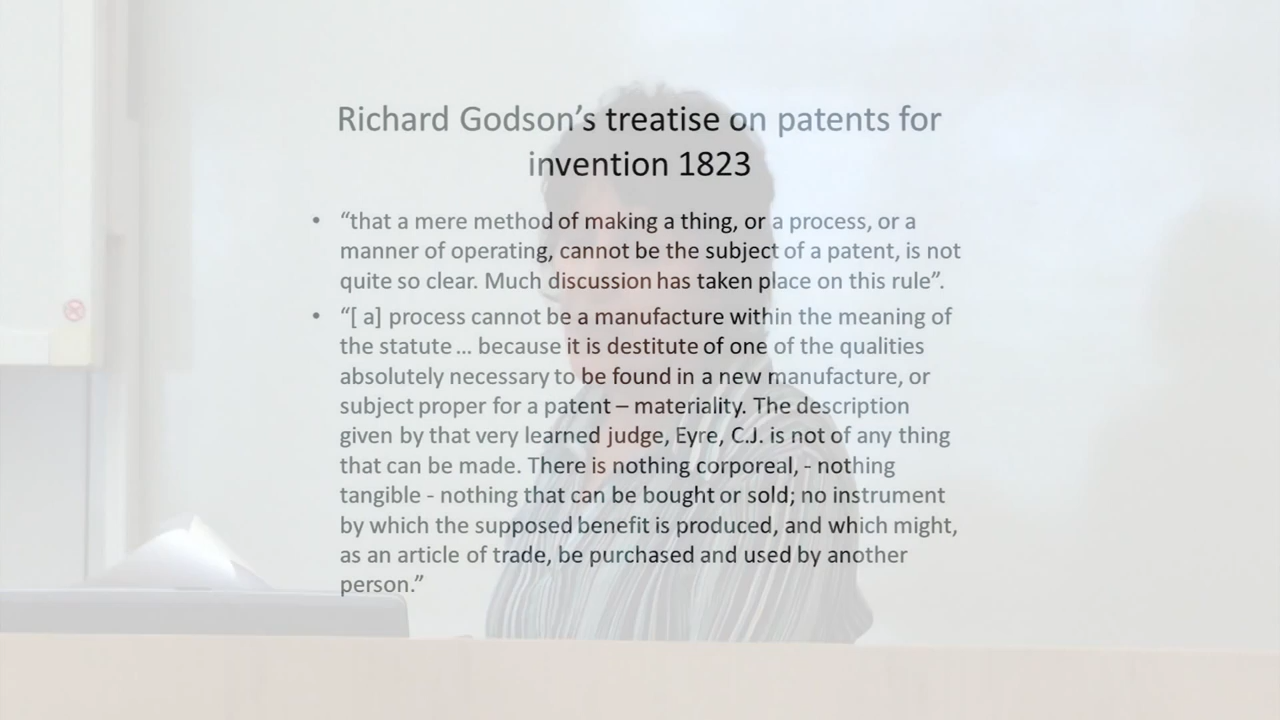 Richard Godson’s treatise on patents for
invention 1823
• “that a mere method of making a thing, or a process, or a
manner of operating, cannot be the subject of a patent, is not
quite so clear. Much discussion has taken place on this rule”.
• “[ a] process cannot be a manufacture within the meaning of
the statute … because it is destitute of one of the qualities
absolutely necessary to be found in a new manufacture, or
subject proper for a patent – materiality. The description
given by that very learned judge, Eyre, C.J. is not of any thing
that can be made. There is nothing corporeal, - nothing
tangible - nothing that can be bought or sold; no instrument
by which the supposed benefit is produced, and which might,
as an article of trade, be purchased and used by another
person.”